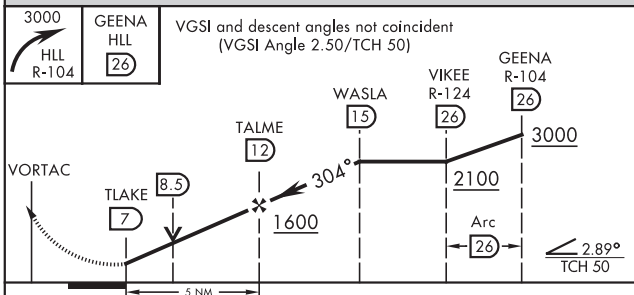 3000
HLL
R-104
GEENA
HLL
26
VGSI and descent angles not coincident
(VGSI Angle 2.50/TCH 50)
GEENA
R-104
26
3000
VIKEE
R-124
26
2100
WASLA
15
304°
TALME
12
1600
8.5
TLAKE
7
VORTAC
Arc
26
2.89°
TCH 50
5 NM